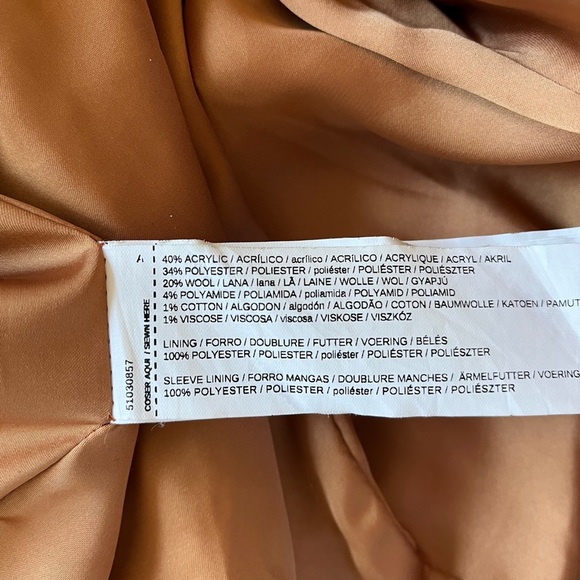 A
40% ACRYLIC / ACRÍLICO / acrílico / ACRÍLICO / ACRYLIQUE / ACRYL / AKRIL
34% POLYESTER / POLIESTER / poliéster / POLIÉSTER / POLIÉSZTER
20% WOOL / LANA / lana / LÃ / LAINE / WOLLE / WOL / GYAPJÚ
4% POLYAMIDE / POLIAMIDA / poliamida / POLYAMID / POLIAMID
1% COTTON / ALGODON / algodón / ALGODÃO / COTON / BAUMWOLLE / KATOEN / PAMUT
1% VISCOSE / VISCOSA / viscosa / VISKOSE / VISZKÓZ
LINING / FORRO / DOUBLURE / FUTTER / VOERING / BÉLÉS
100% POLYESTER / POLIESTER / poliéster / POLIÉSTER / POLIÉSZTER
SLEEVE LINING / FORRO MANGAS / DOUBLURE MANCHES / ÄRMELFUTTER / VOERING
100% POLYESTER / POLIESTER / poliéster / POLIÉSTER / POLIÉSZTER
51030857
COSER AQUI / SEWN HERE